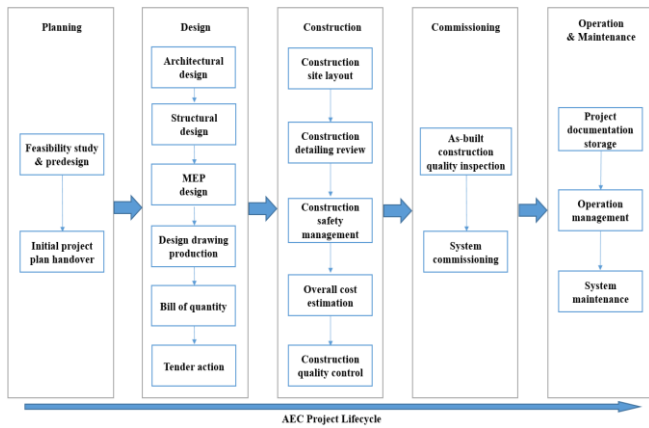 Planning
Feasibility study
& predesign
Initial project
plan handover
Design
Architectural
design
Structural
design
MEP
design
Design drawing
production
Bill of quantity
Tender action
Construction
Construction
site layout
Construction
detailing review
Construction
safety
management
Overall cost
estimation
Construction
quality control
Commissioning
As-built
construction
quality inspection
System
commissioning
Operation
& Maintenance
Project
documentation
storage
Operation
management
System
maintenance
AEC Project Lifecycle